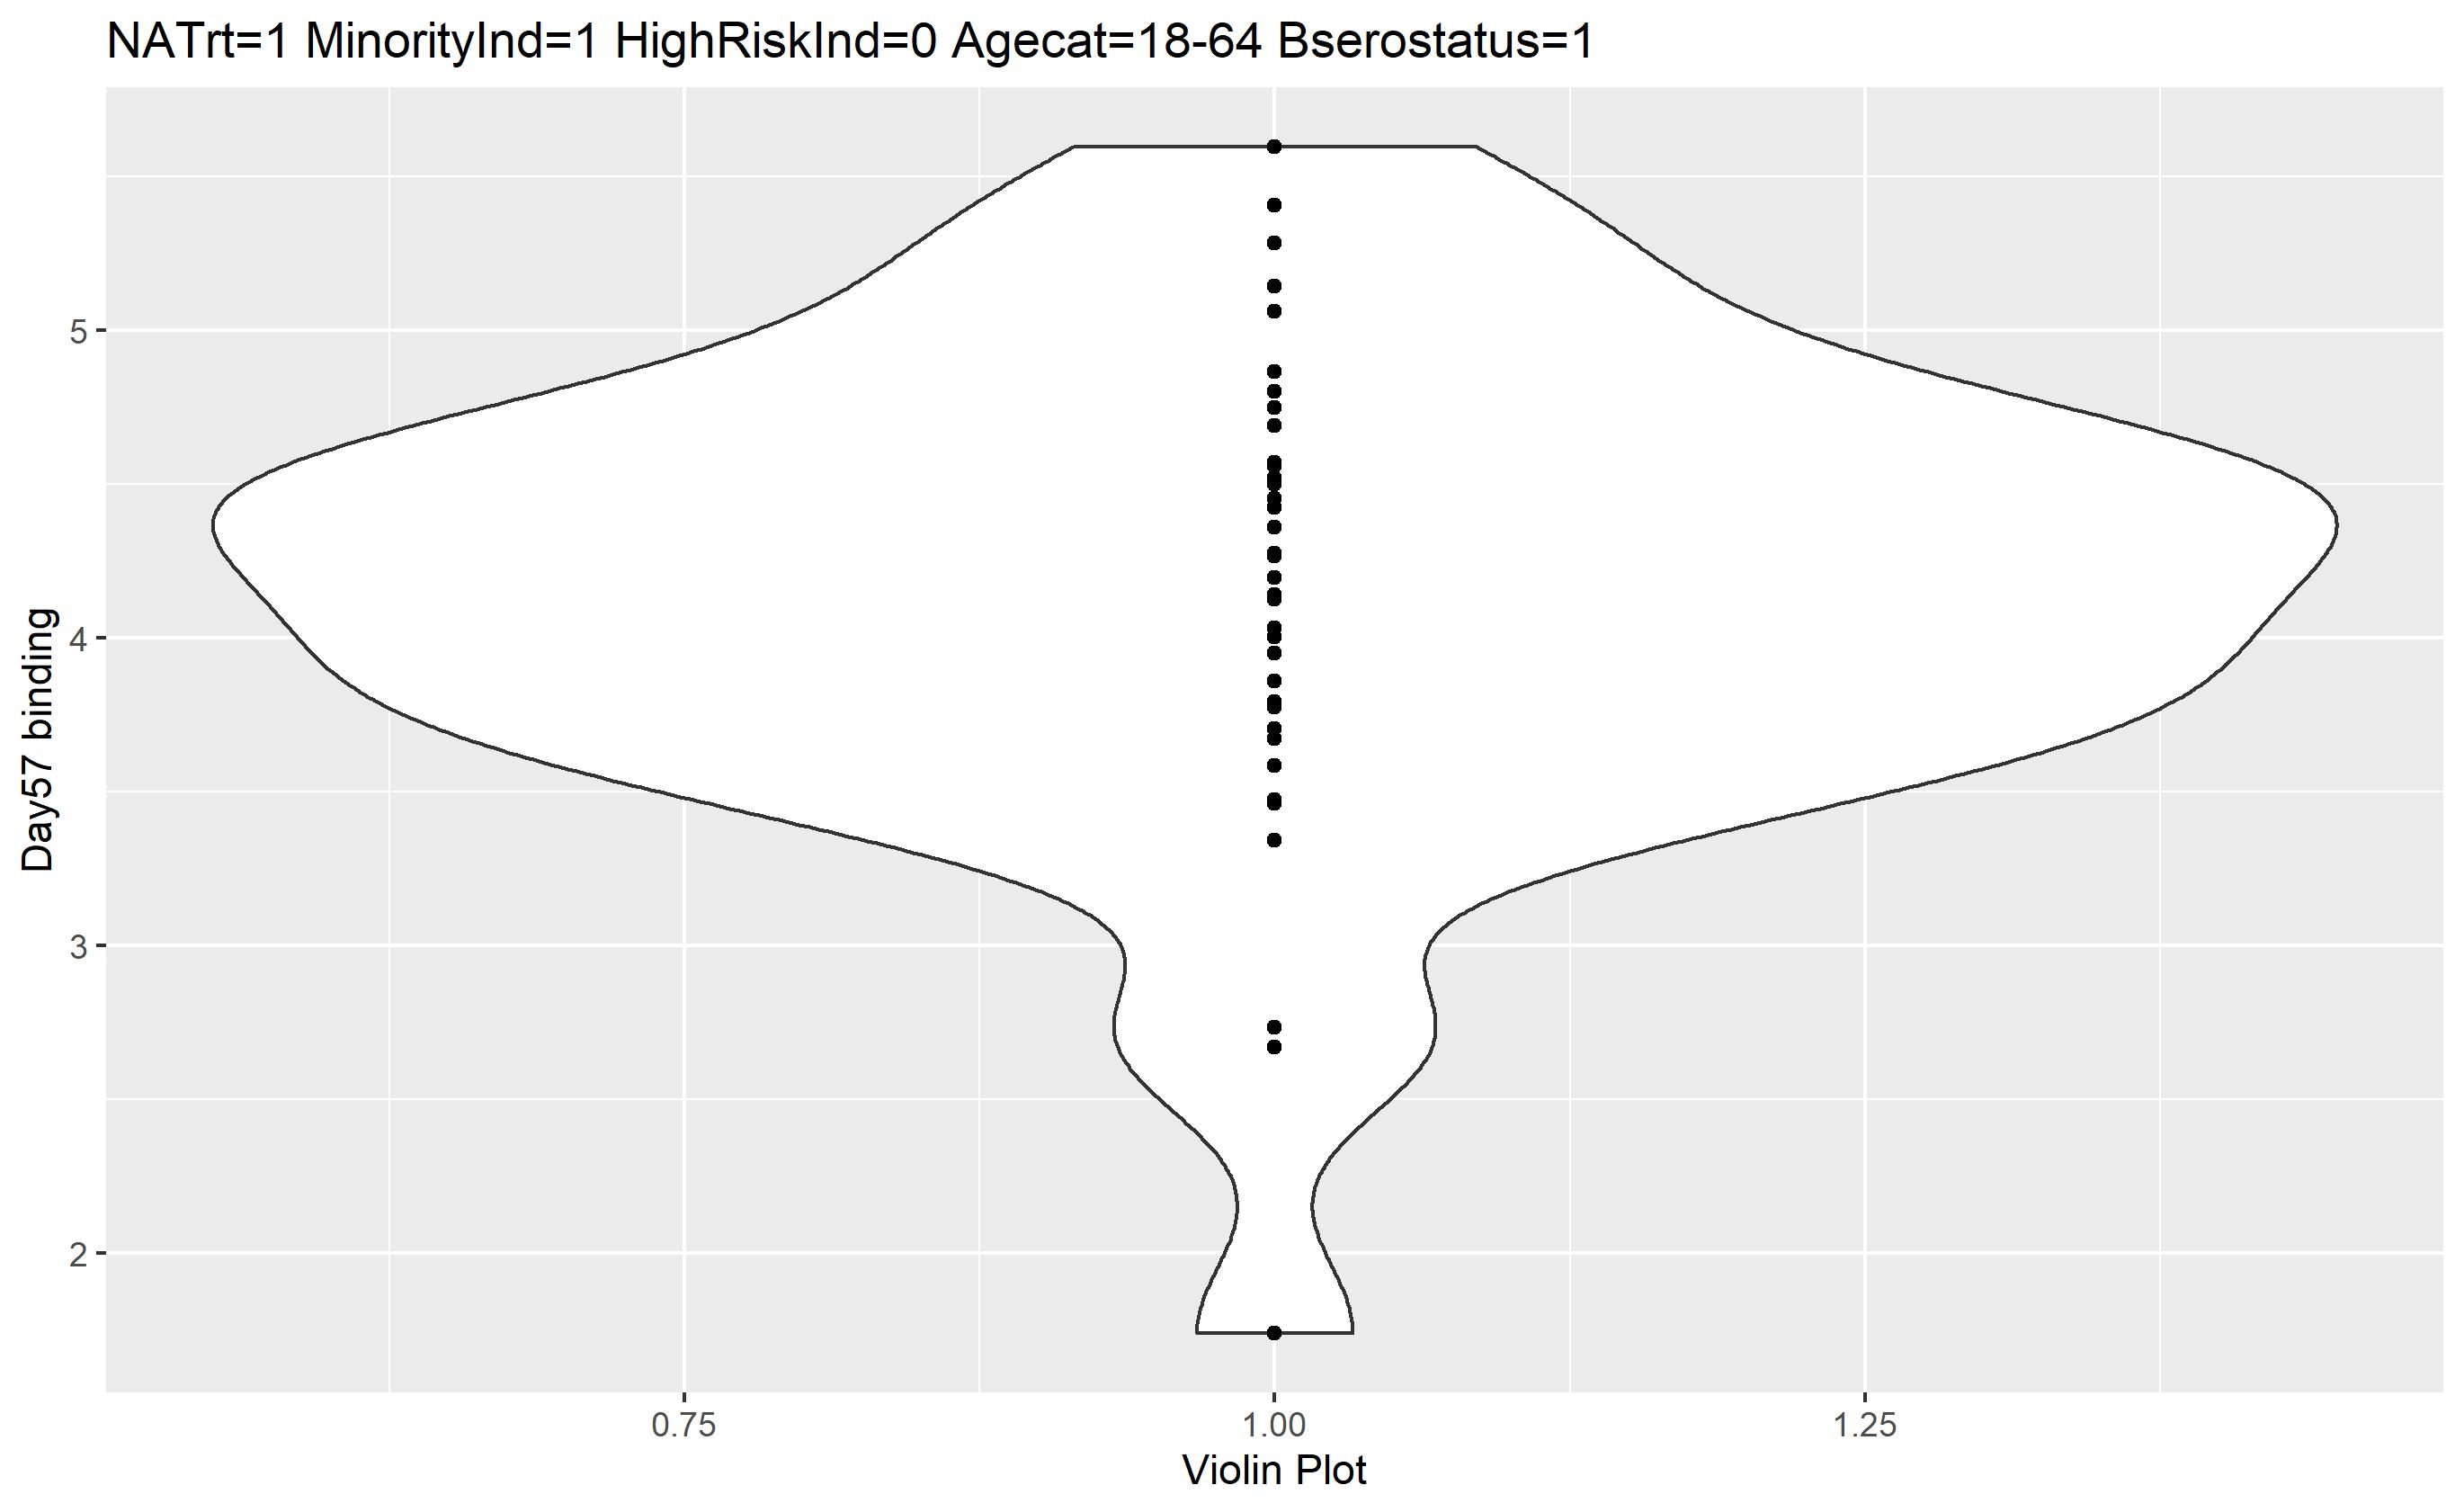 NATrt=1 MinorityInd=1 HighRiskInd=0 Agecat=18-64 Bserostatus=1
Day57 binding
5
4
3
2
0.75 1.00 1.25
Violin Plot